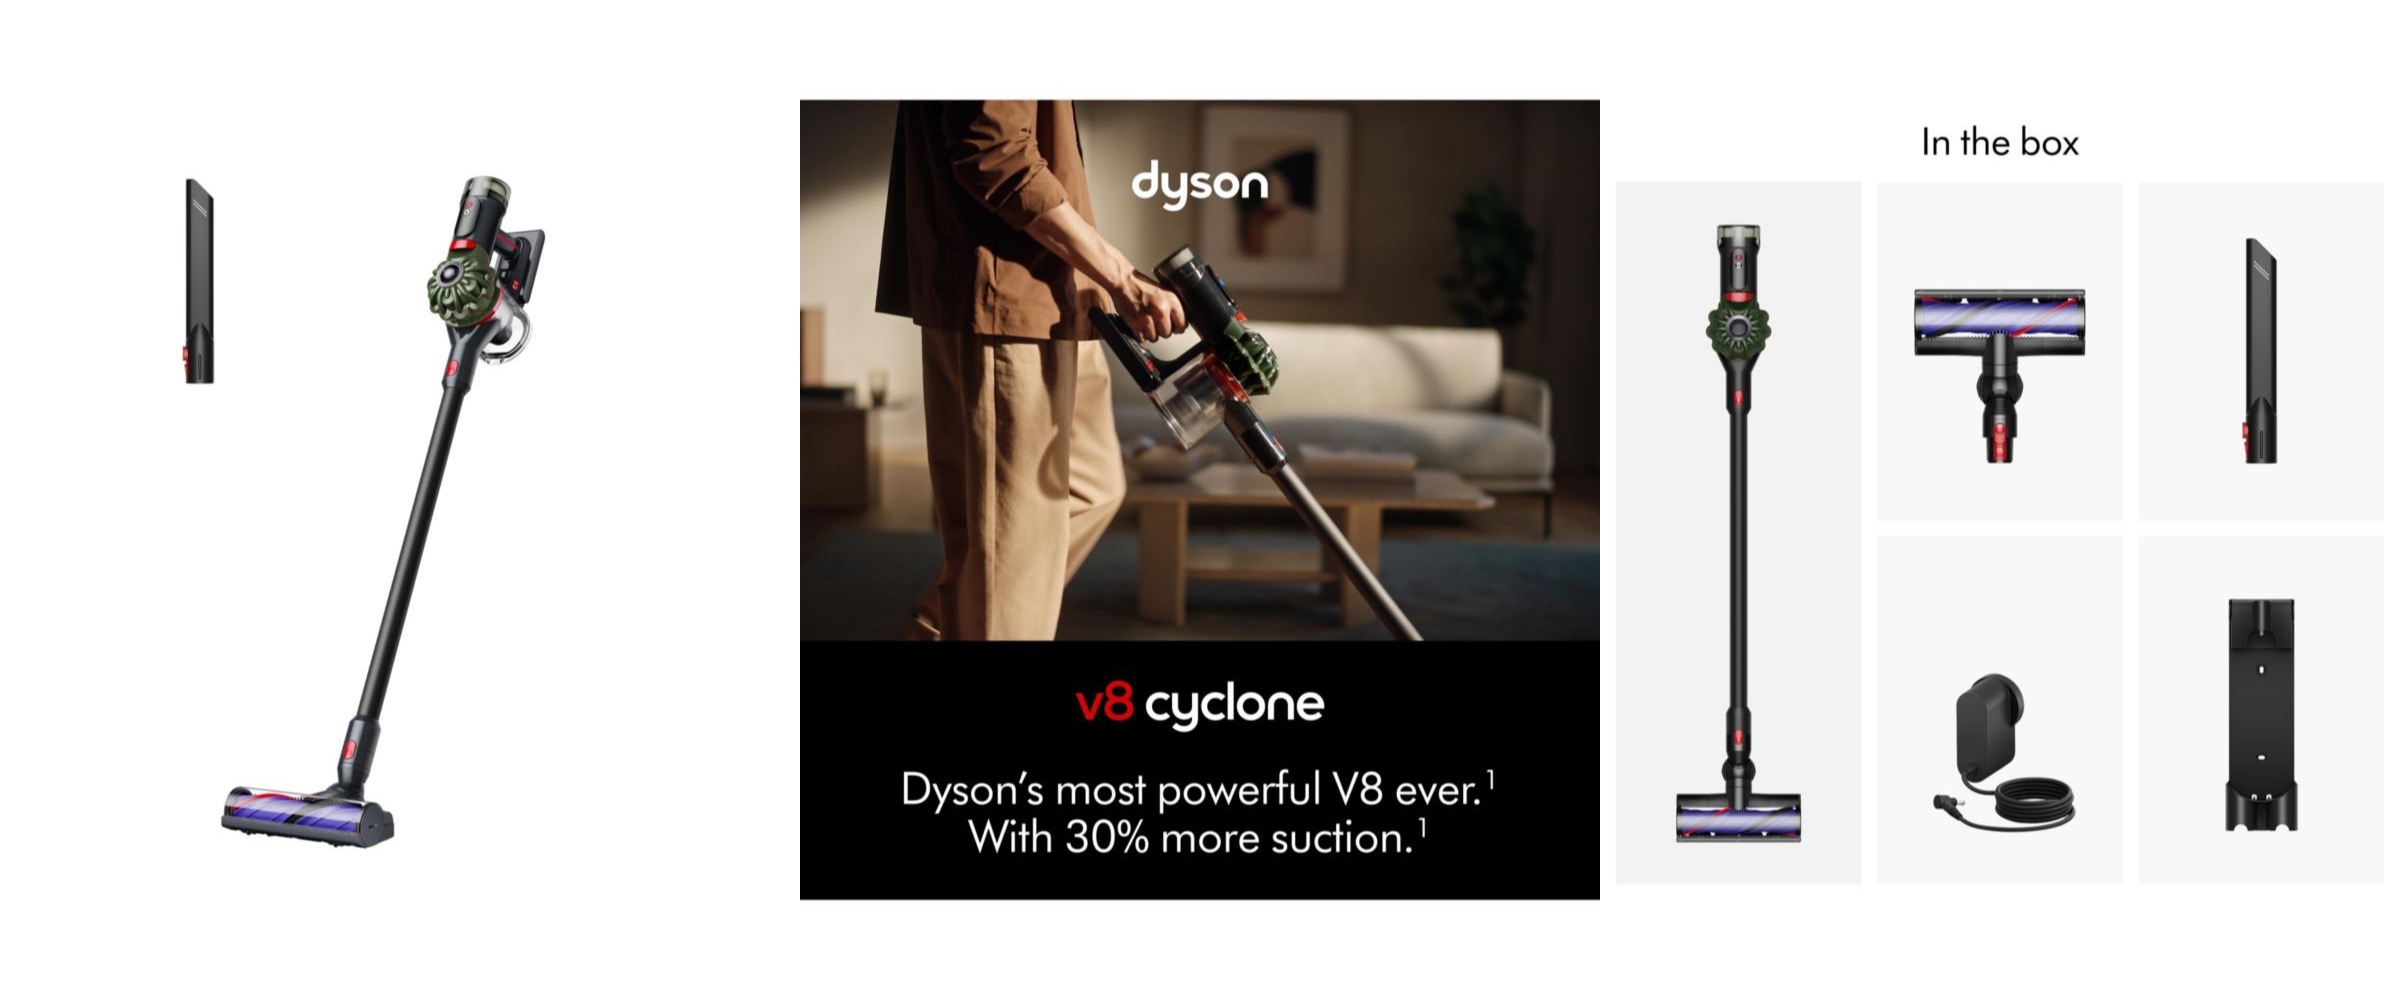 dyson
v8 cyclone
Dyson's most powerful V8 ever.¹
With 30% more suction.¹
In the box